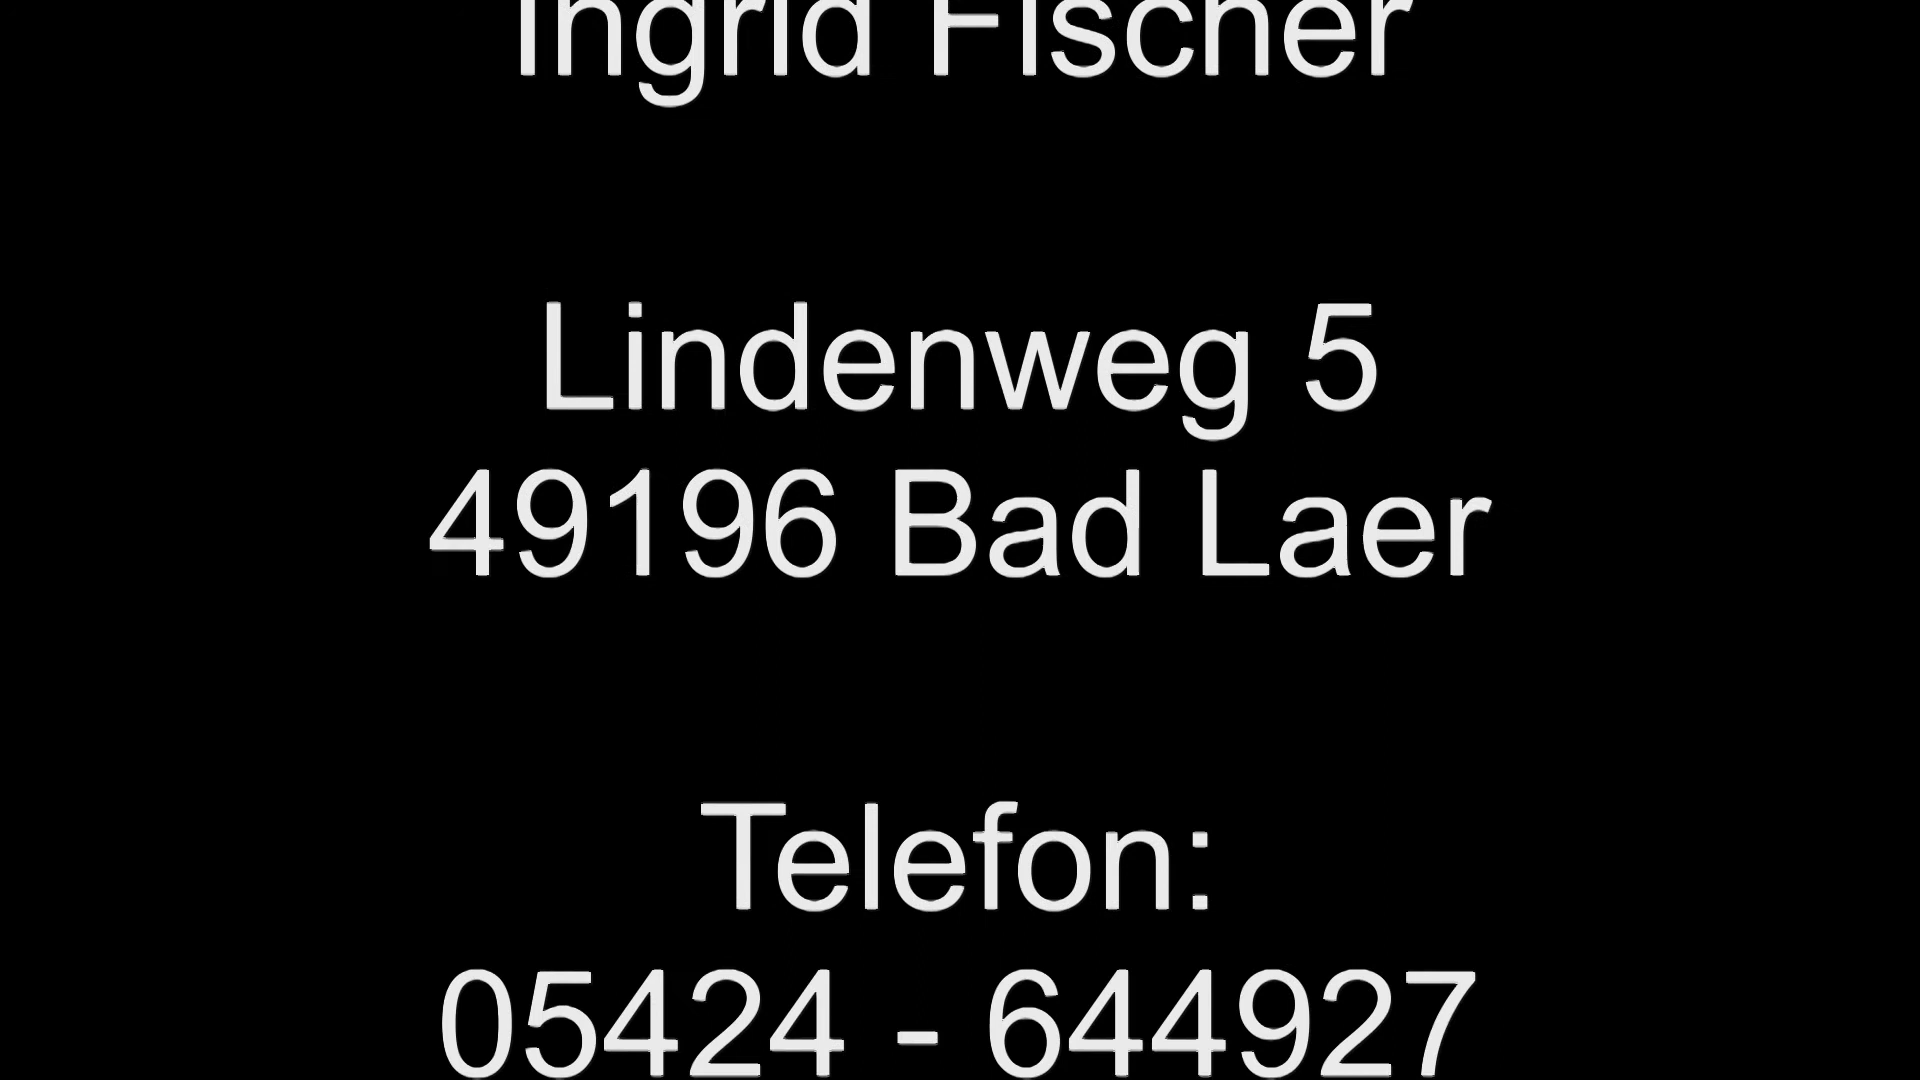 Ingrid Fischer
Lindenweg 5
49196 Bad Laer
Telefon:
05424 - 644927